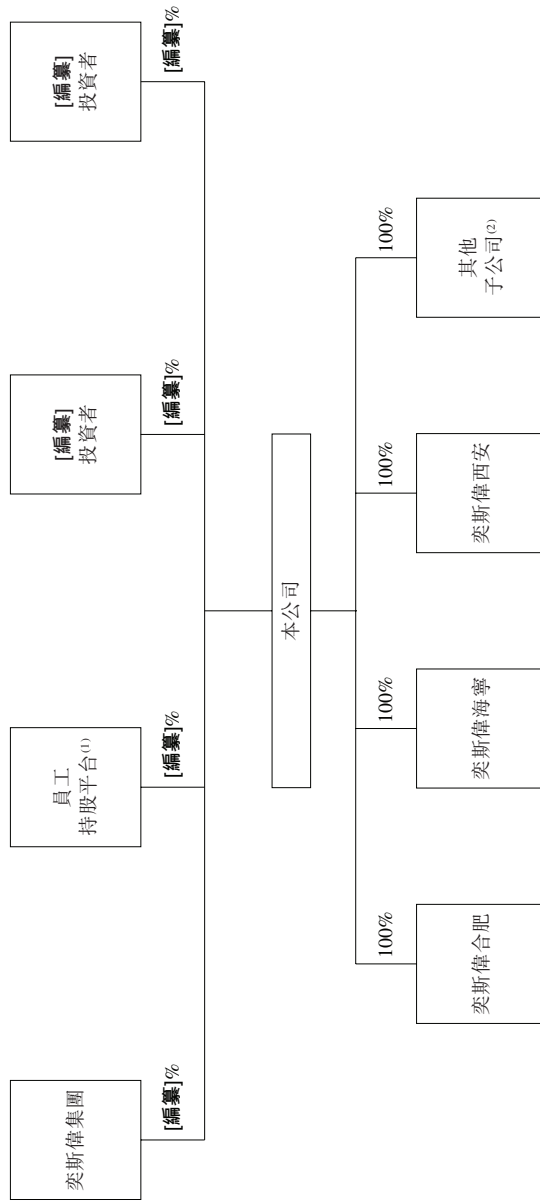 奕斯偉集團
員工
持股平台(1)
[編纂]
投資者
[編纂]
投資者
[編纂]%
[編纂]%
[編纂]%
[編纂]%
本公司
100%
100%
100%
100%
奕斯偉合肥
奕斯偉海寧
奕斯偉西安
其他
子公司(2)